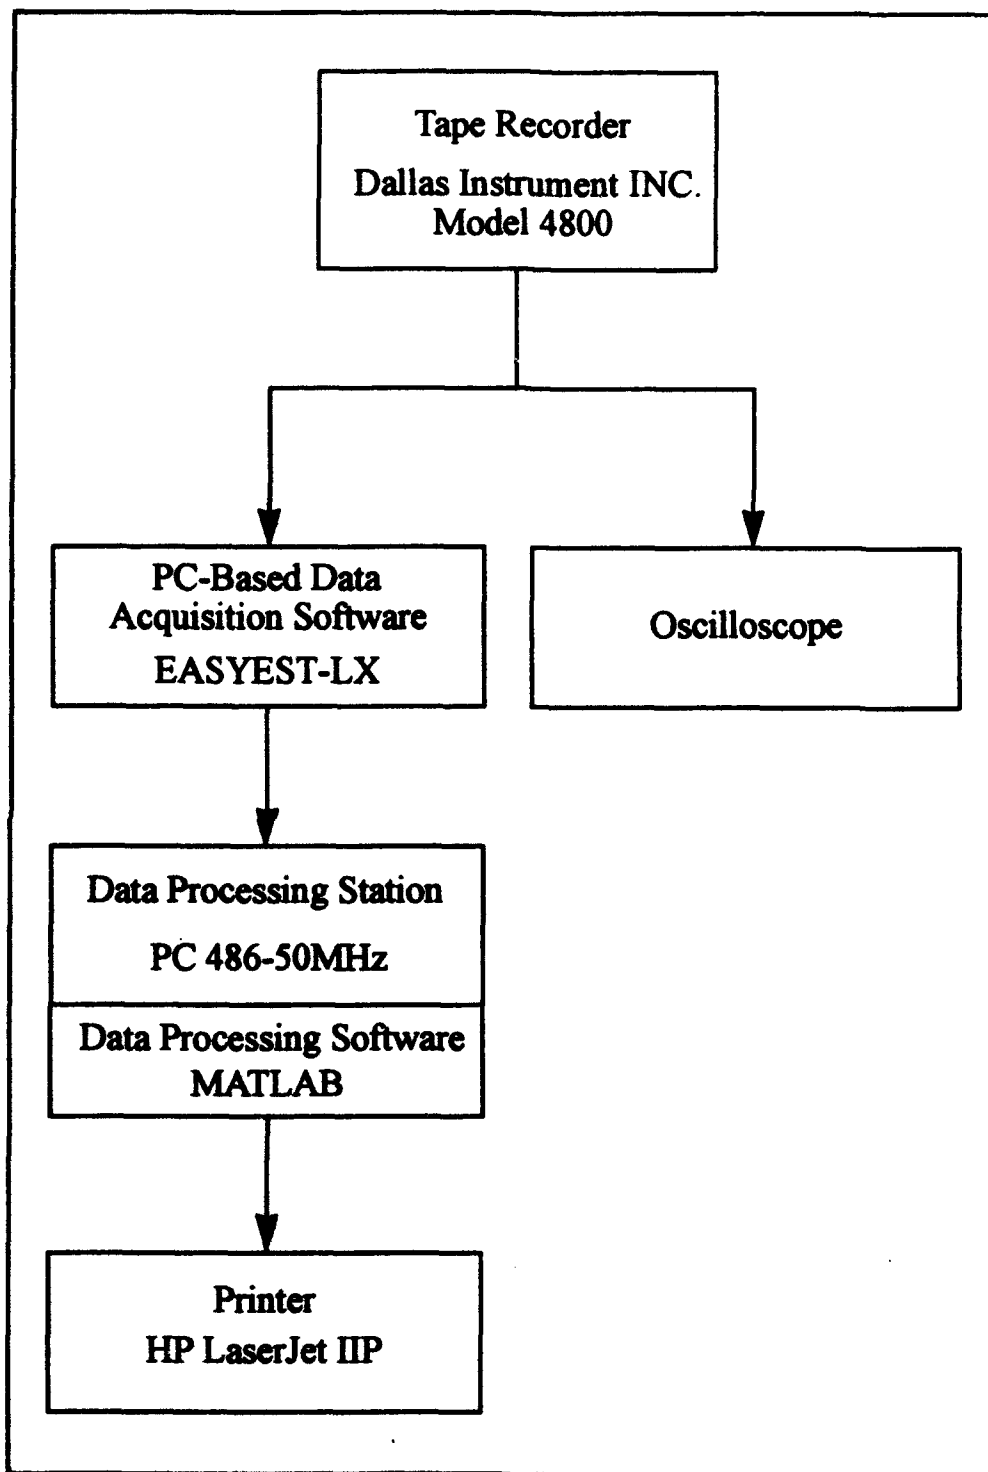 Tape Recorder
Dallas Instrument INC.
Model 4800
PC-Based Data
Acquisition Software
EASYEST-LX
Oscilloscope
Data Processing Station
PC 486-50MHz
Data Processing Software
MATLAB
Printer
HP LaserJet IIP